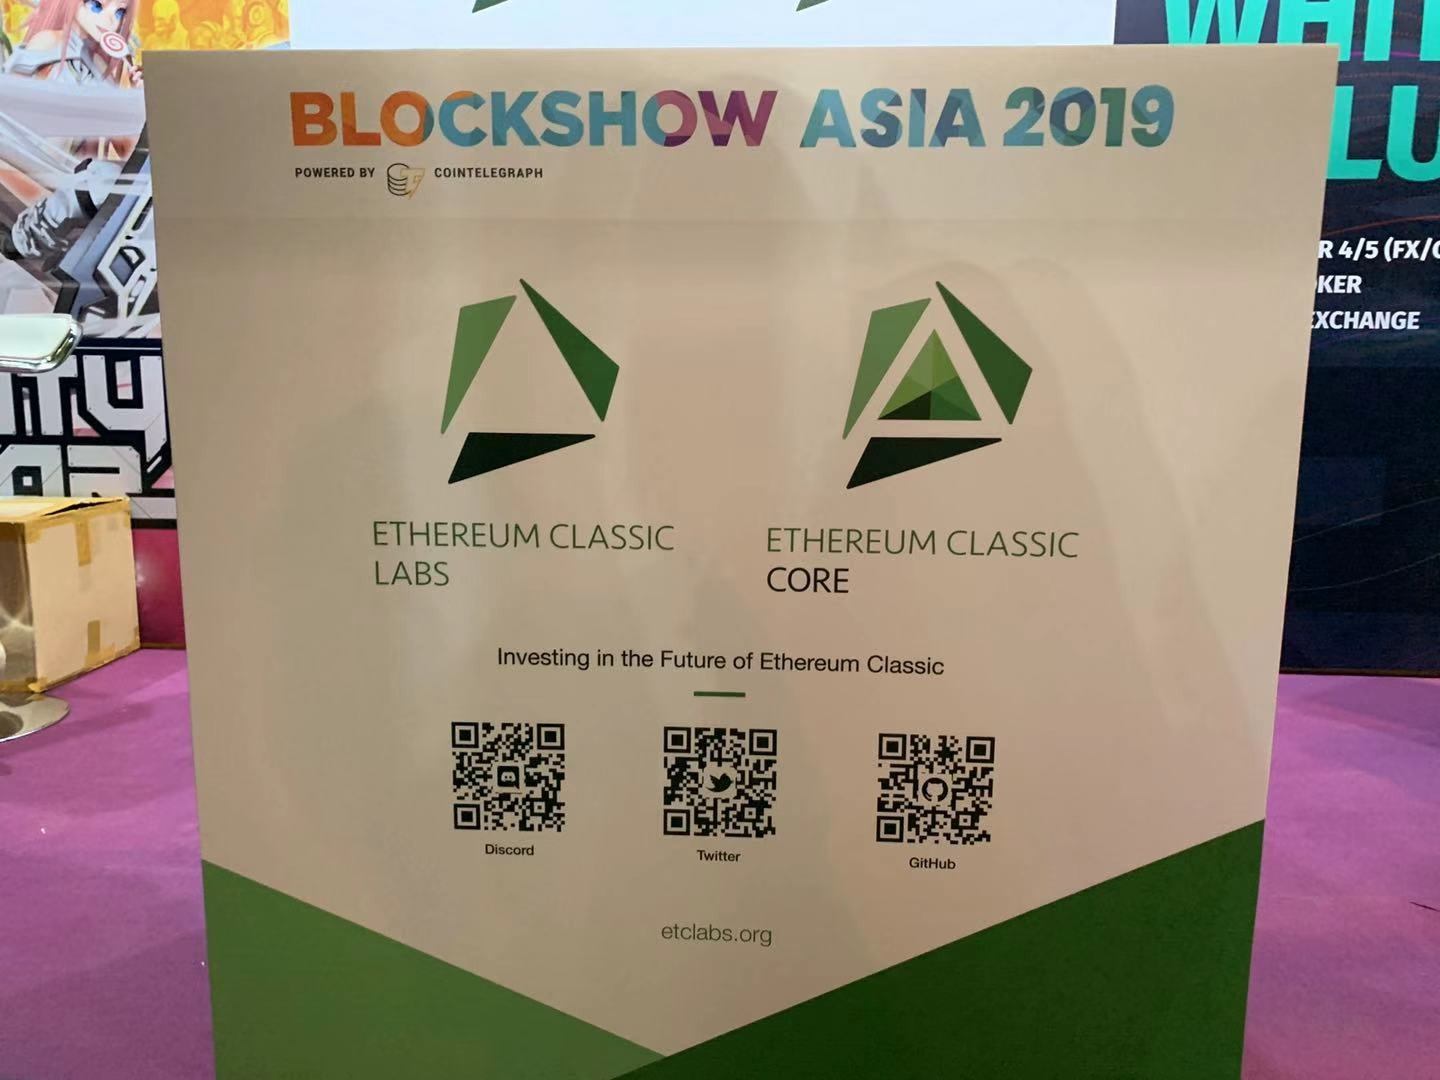 BLOCKSHOW ASIA 2019
POWERED BY COINTELEGRAPH
ETHEREUM CLASSIC
LABS
ETHEREUM CLASSIC
CORE
Investing in the Future of Ethereum Classic
Discord
Twitter
GitHub
etclabs.org
R 4/5 (FX/
KER
EXCHANGE